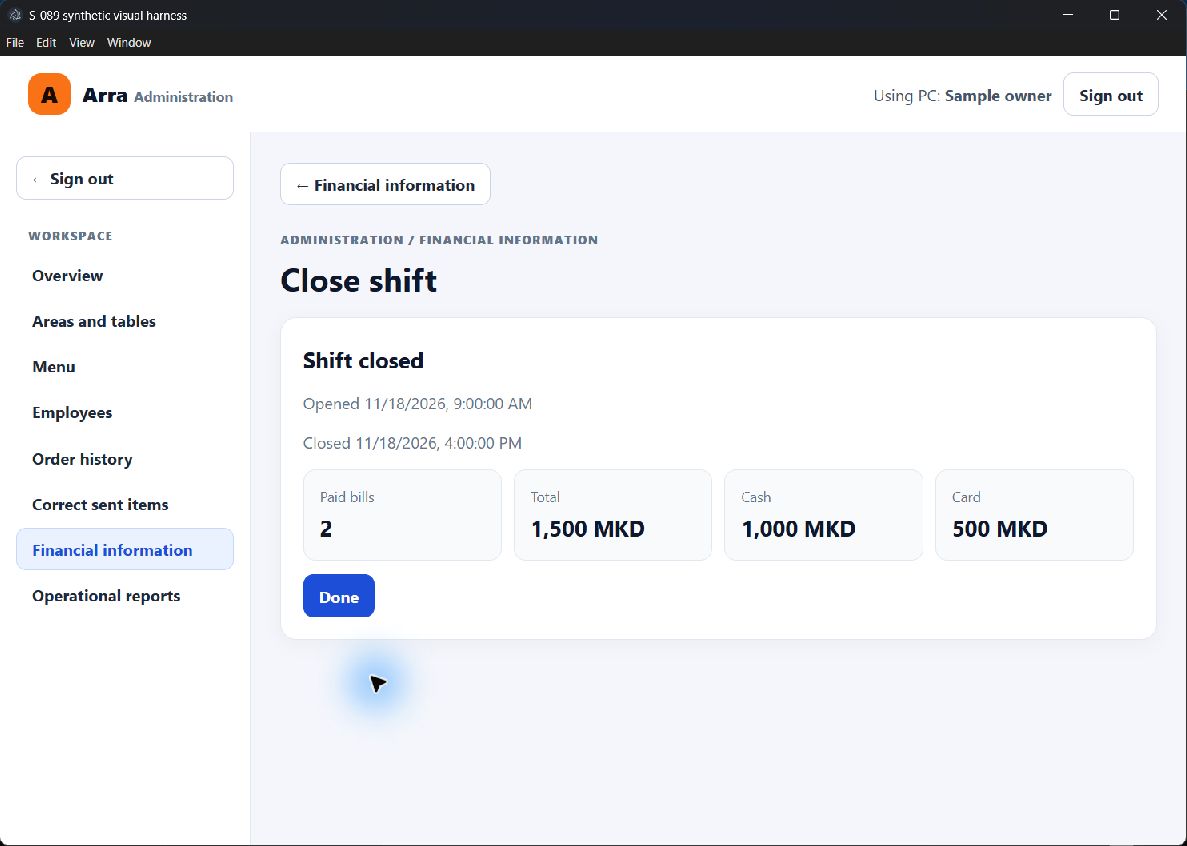 S-089 synthetic visual harness
File Edit View Window
A Arra Administration
Using PC: Sample owner
Sign out
← Sign out
WORKSPACE
Overview
Areas and tables
Menu
Employees
Order history
Correct sent items
Financial information
Operational reports
← Financial information
ADMINISTRATION / FINANCIAL INFORMATION
Close shift
Shift closed
Opened 11/18/2026, 9:00:00 AM
Closed 11/18/2026, 4:00:00 PM
Paid bills
2
Total
1,500 MKD
Cash
1,000 MKD
Card
500 MKD
Done